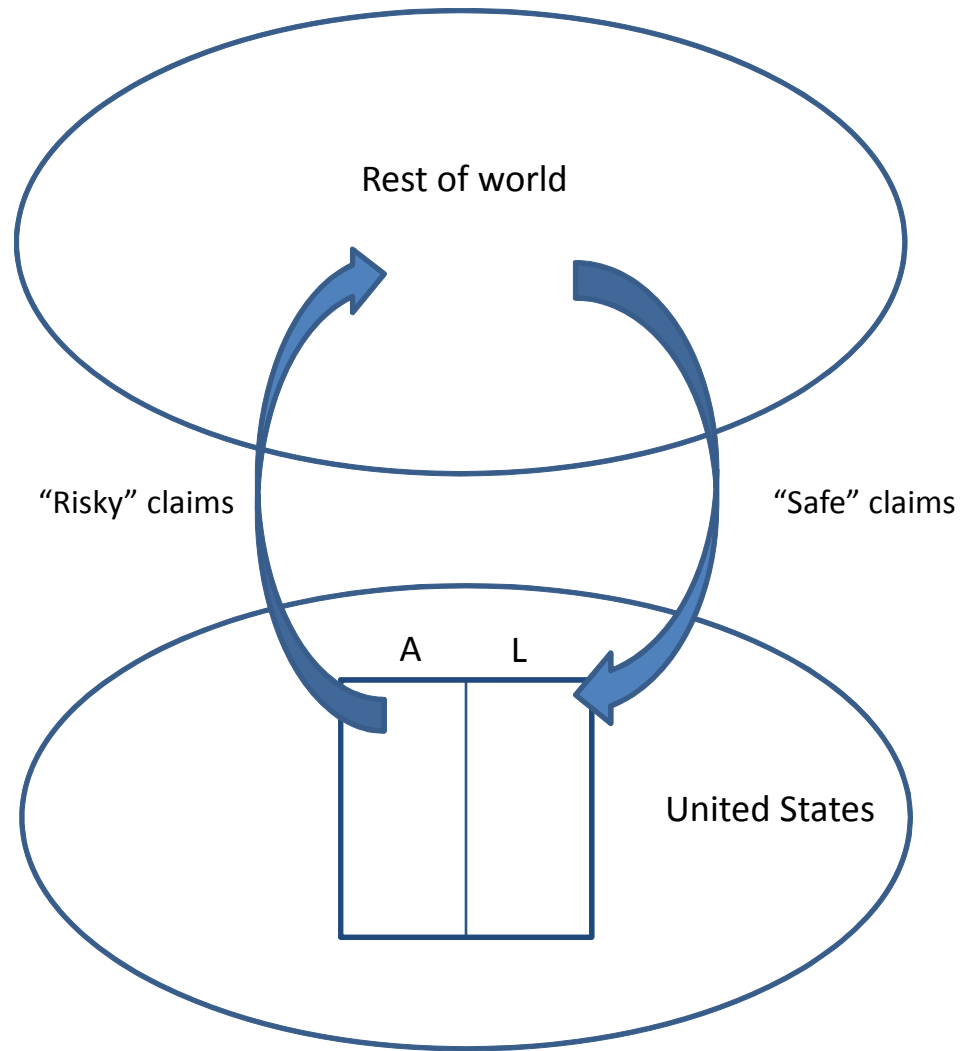 Rest of world
“Risky” claims
“Safe” claims
A
L
United States